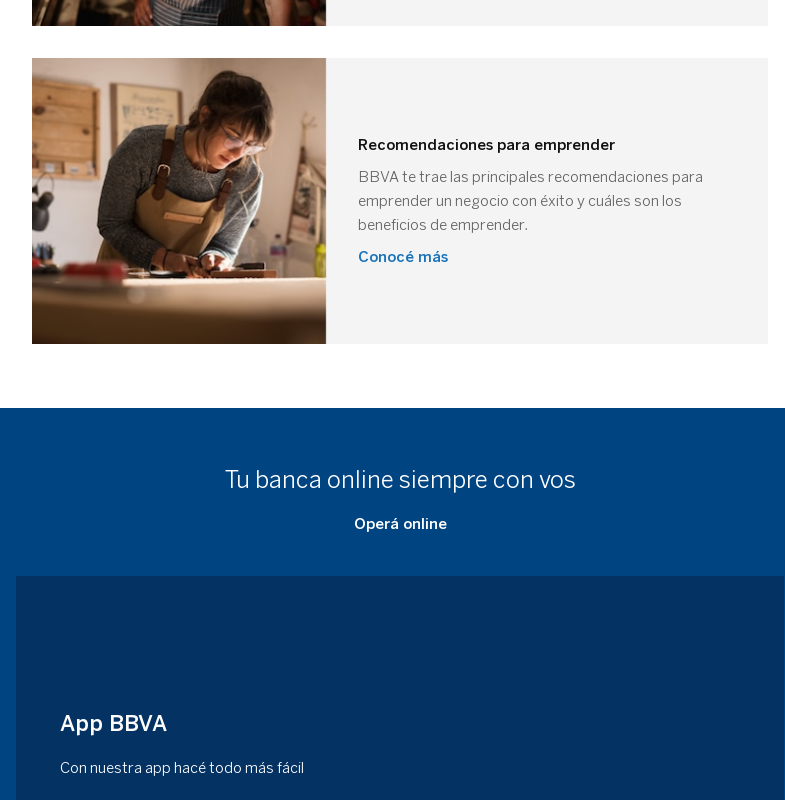 Recomendaciones para emprender
BBVA te trae las principales recomendaciones para
emprender un negocio con éxito y cuáles son los
beneficios de emprender.
Conocé más
Tu banca online siempre con vos
Operá online
App BBVA
Con nuestra app hacé todo más fácil